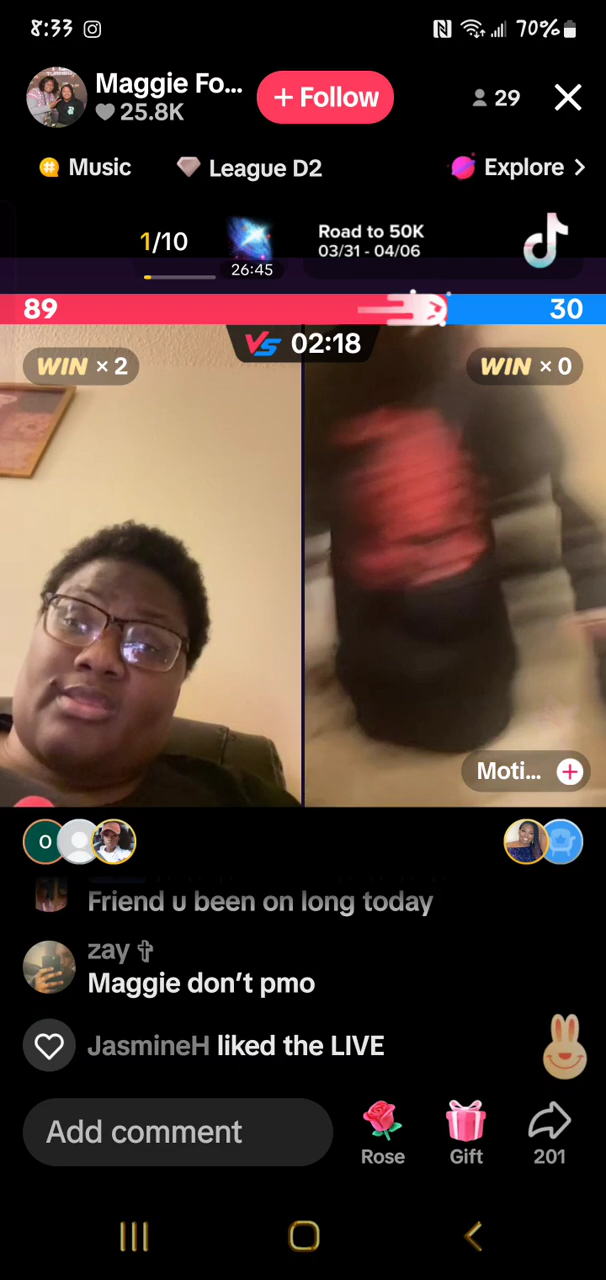 8:33
70%
Maggie Fo...
25.8K
+ Follow
29
Music
League D2
Explore >
1/10
26:45
Road to 50K
03/31 - 04/06
89
30
VS 02:18
WIN × 2
WIN × 0
Moti...
O
Friend u been on long today
zay ✞
Maggie don't pmo
JasmineH liked the LIVE
Add comment
Rose
Gift
201